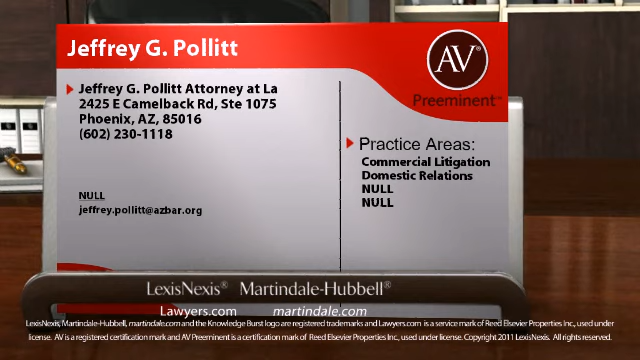 Jeffrey G. Pollitt
AV®
Preeminent™
Jeffrey G. Pollitt Attorney at La
2425 E Camelback Rd, Ste 1075
Phoenix, AZ, 85016
(602) 230-1118
NULL
jeffrey.pollitt@azbar.org
Practice Areas:
Commercial Litigation
Domestic Relations
NULL
NULL
LexisNexis® Martindale-Hubbell®
Lawyers.com martindale.com
LexisNexis, Martindale-Hubbell, martindale.com and the Knowledge Burst logo are registered trademarks and Lawyers.com is a service mark of Reed Elsevier Properties Inc., used under
license. AV is a registered certification mark and AV Preeminent is a certification mark of Reed Elsevier Properties Inc., used under license. Copyright 2011 LexisNexis. All rights reserved.